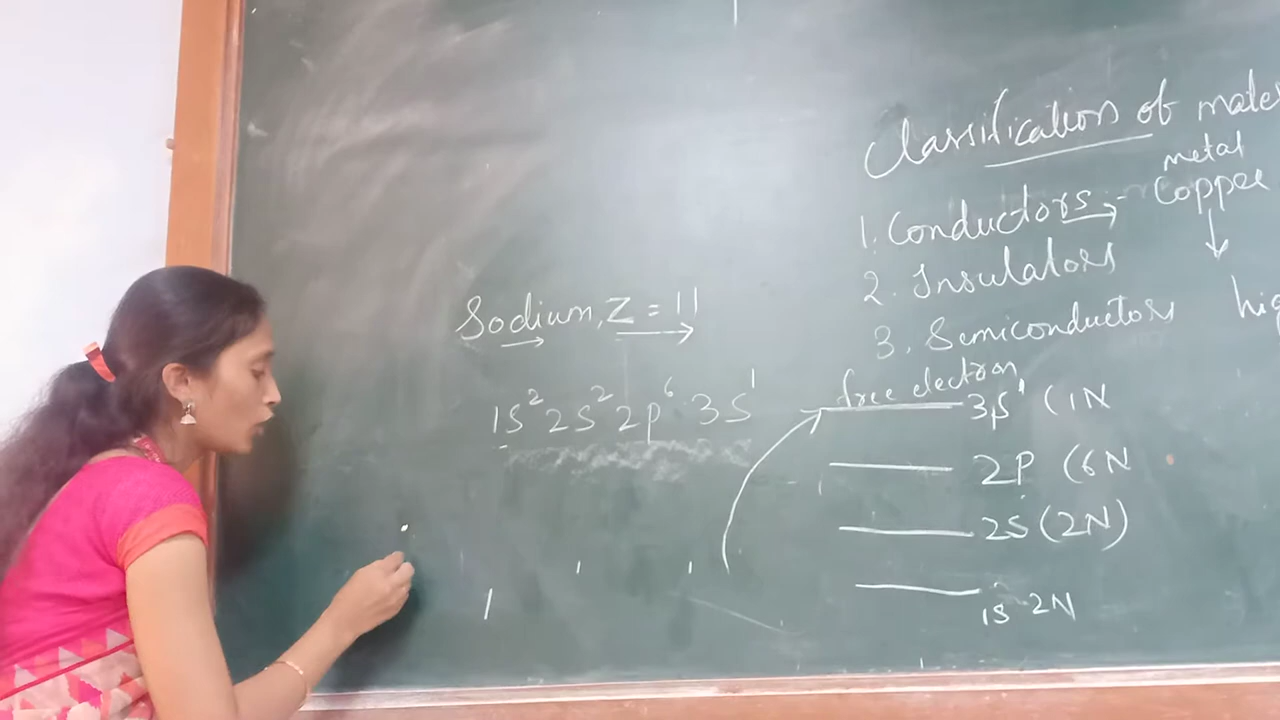 Classification of mater
metal
1. Conductors - Copper
2. Insulators
3. Semiconductors hig
Sodium, Z = 11
1s² 2s² 2p⁶ 3s¹
free electron
3s¹ (1N
2P (6N
2S (2N)
1s 2N